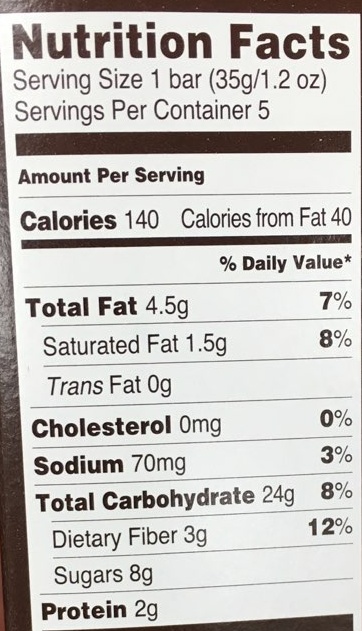 Nutrition Facts
Serving Size 1 bar (35g/1.2 oz)
Servings Per Container 5
Amount Per Serving
Calories 140 Calories from Fat 40
% Daily Value*
Total Fat 4.5g 7%
Saturated Fat 1.5g 8%
Trans Fat 0g
Cholesterol 0mg 0%
Sodium 70mg 3%
Total Carbohydrate 24g 8%
Dietary Fiber 3g 12%
Sugars 8g
Protein 2g